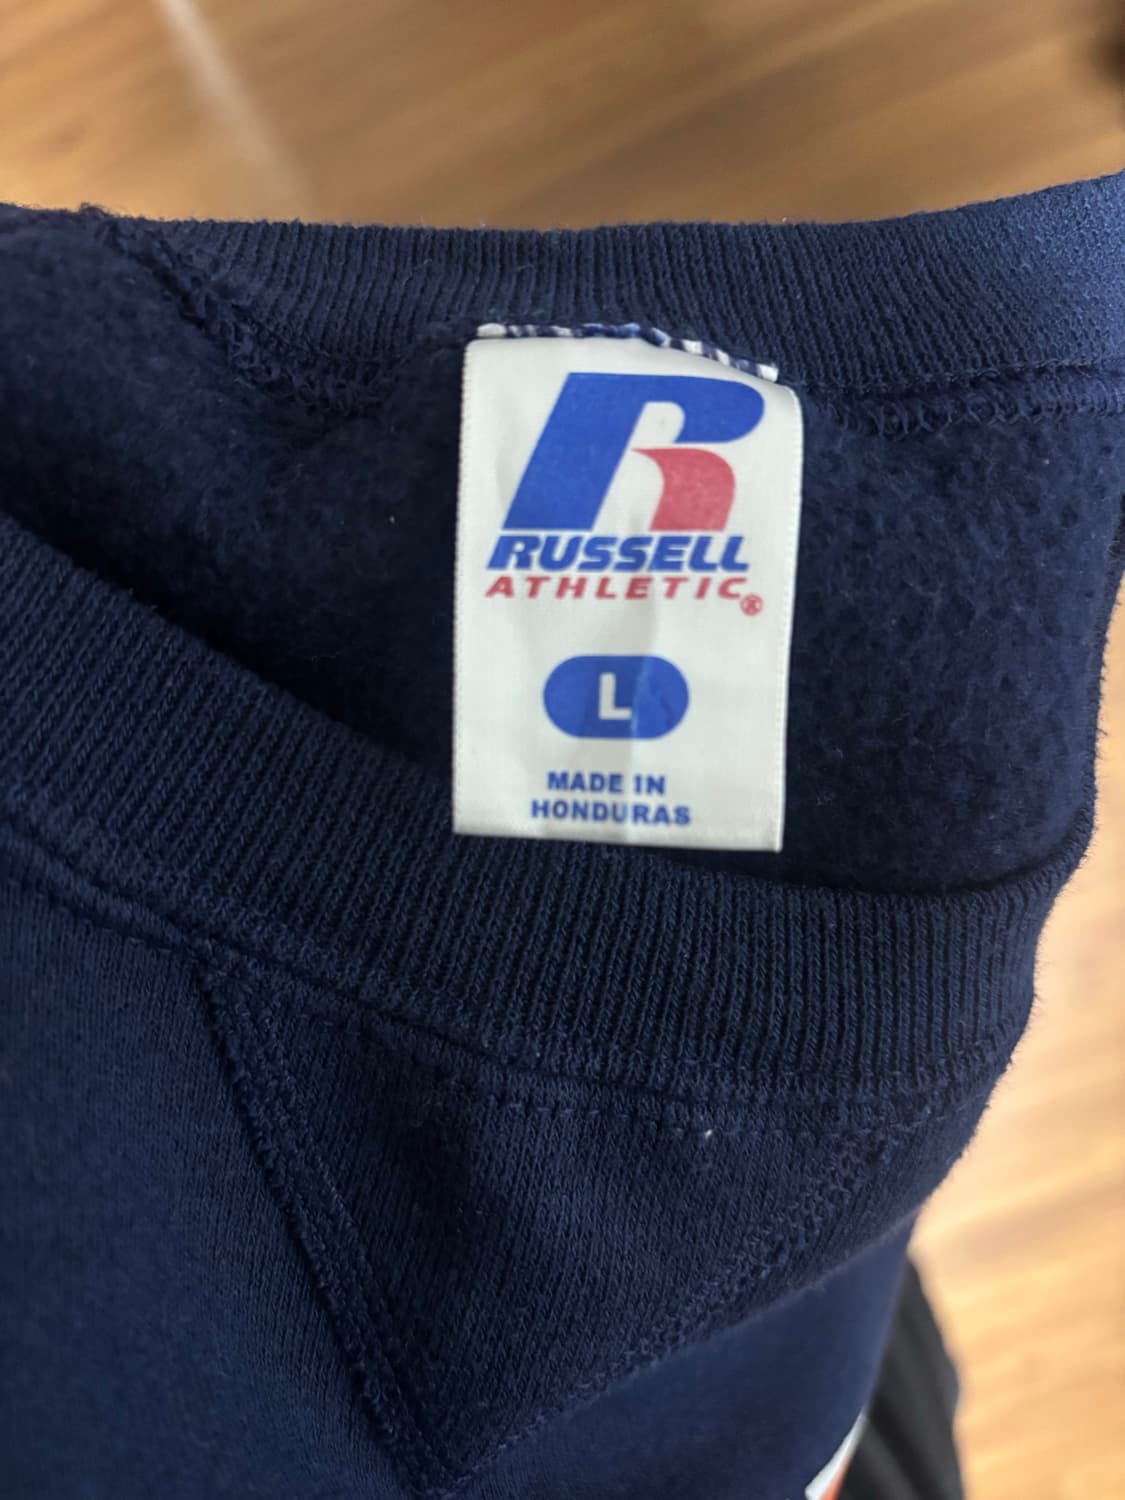 R
RUSSELL
ATHLETIC®
L
MADE IN
HONDURAS